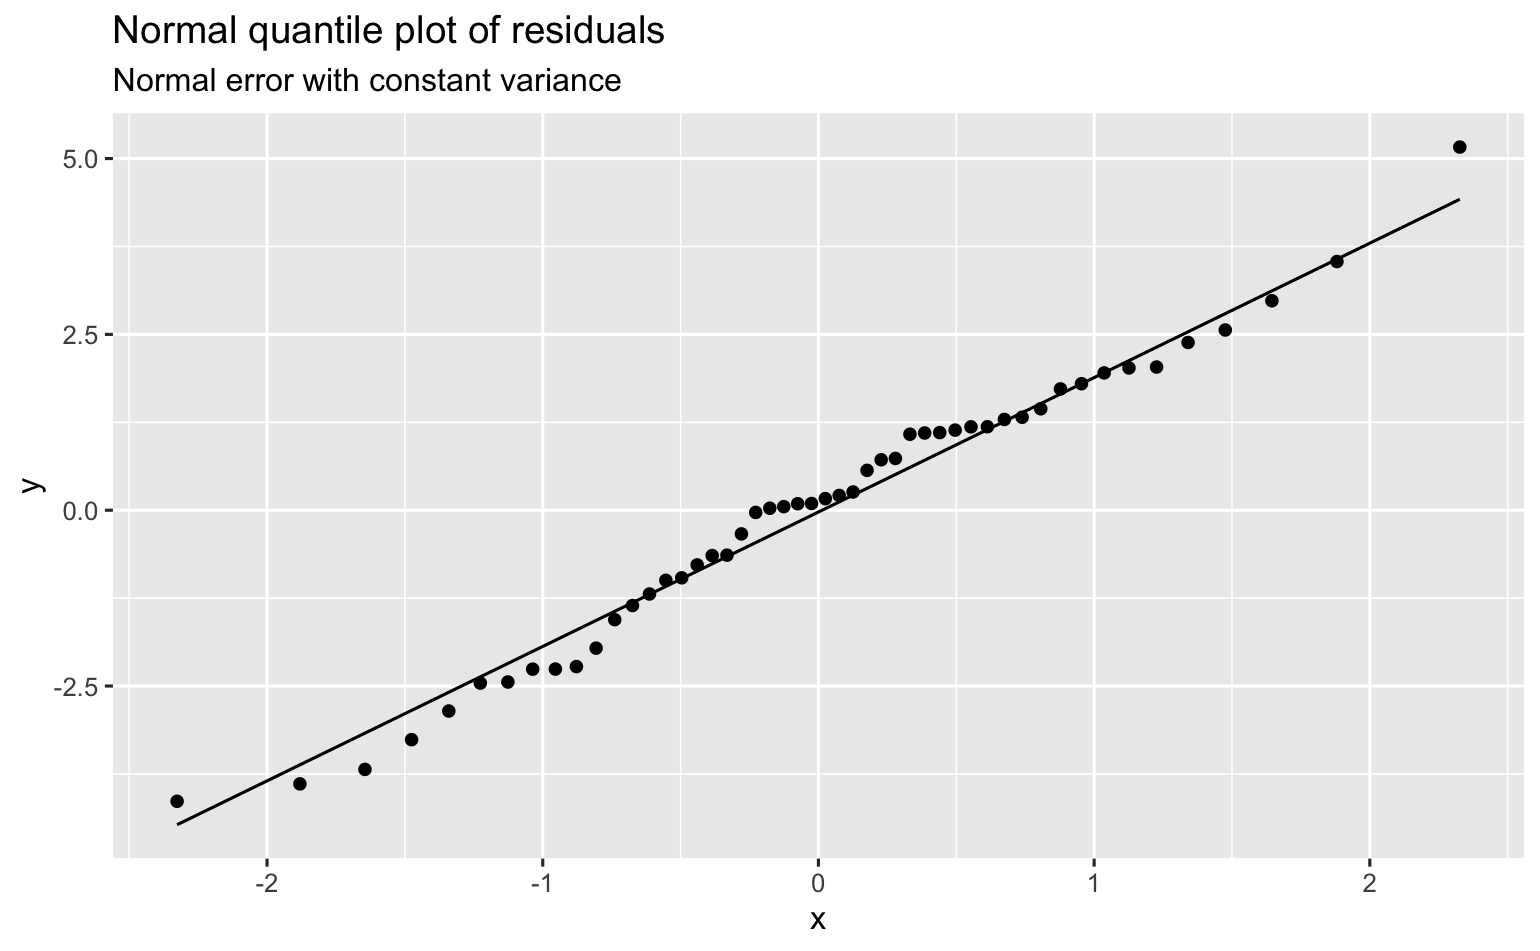 Normal quantile plot of residuals
Normal error with constant variance
5.0
2.5
0.0
-2.5
y
-2
-1
0
1
2
x